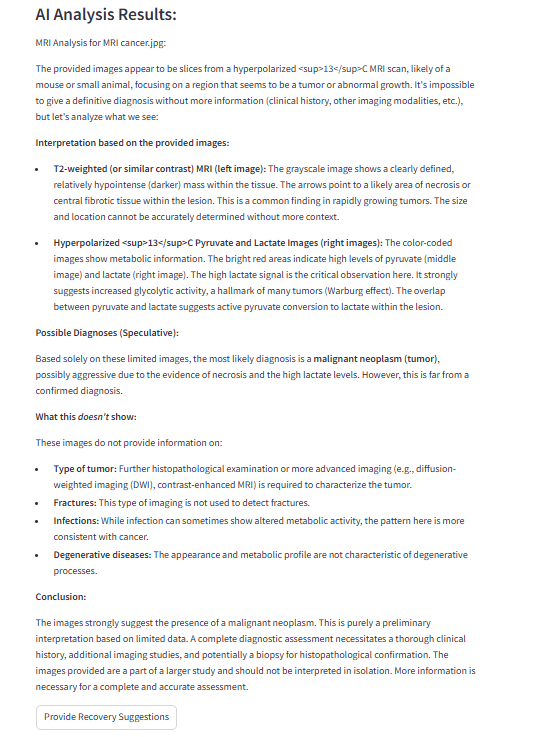 AI Analysis Results:
MRI Analysis for MRI cancer.jpg:
The provided images appear to be slices from a hyperpolarized <sup>13</sup>C MRI scan, likely of a
mouse or small animal, focusing on a region that seems to be a tumor or abnormal growth. It's impossible
to give a definitive diagnosis without more information (clinical history, other imaging modalities, etc.),
but let's analyze what we see:
Interpretation based on the provided images:
• T2-weighted (or similar contrast) MRI (left image): The grayscale image shows a clearly defined,
relatively hypointense (darker) mass within the tissue. The arrows point to a likely area of necrosis or
central fibrotic tissue within the lesion. This is a common finding in rapidly growing tumors. The size
and location cannot be accurately determined without more context.
• Hyperpolarized <sup>13</sup>C Pyruvate and Lactate Images (right images): The color-coded
images show metabolic information. The bright red areas indicate high levels of pyruvate (middle
image) and lactate (right image). The high lactate signal is the critical observation here. It strongly
suggests increased glycolytic activity, a hallmark of many tumors (Warburg effect). The overlap
between pyruvate and lactate suggests active pyruvate conversion to lactate within the lesion.
Possible Diagnoses (Speculative):
Based solely on these limited images, the most likely diagnosis is a malignant neoplasm (tumor),
possibly aggressive due to the evidence of necrosis and the high lactate levels. However, this is far from a
confirmed diagnosis.
What this doesn't show:
These images do not provide information on:
• Type of tumor: Further histopathological examination or more advanced imaging (e.g., diffusion-
weighted imaging (DWI), contrast-enhanced MRI) is required to characterize the tumor.
• Fractures: This type of imaging is not used to detect fractures.
• Infections: While infection can sometimes show altered metabolic activity, the pattern here is more
consistent with cancer.
• Degenerative diseases: The appearance and metabolic profile are not characteristic of degenerative
processes.
Conclusion:
The images strongly suggest the presence of a malignant neoplasm. This is purely a preliminary
interpretation based on limited data. A complete diagnostic assessment necessitates a thorough clinical
history, additional imaging studies, and potentially a biopsy for histopathological confirmation. The
images provided are a part of a larger study and should not be interpreted in isolation. More information is
necessary for a complete and accurate assessment.
Provide Recovery Suggestions